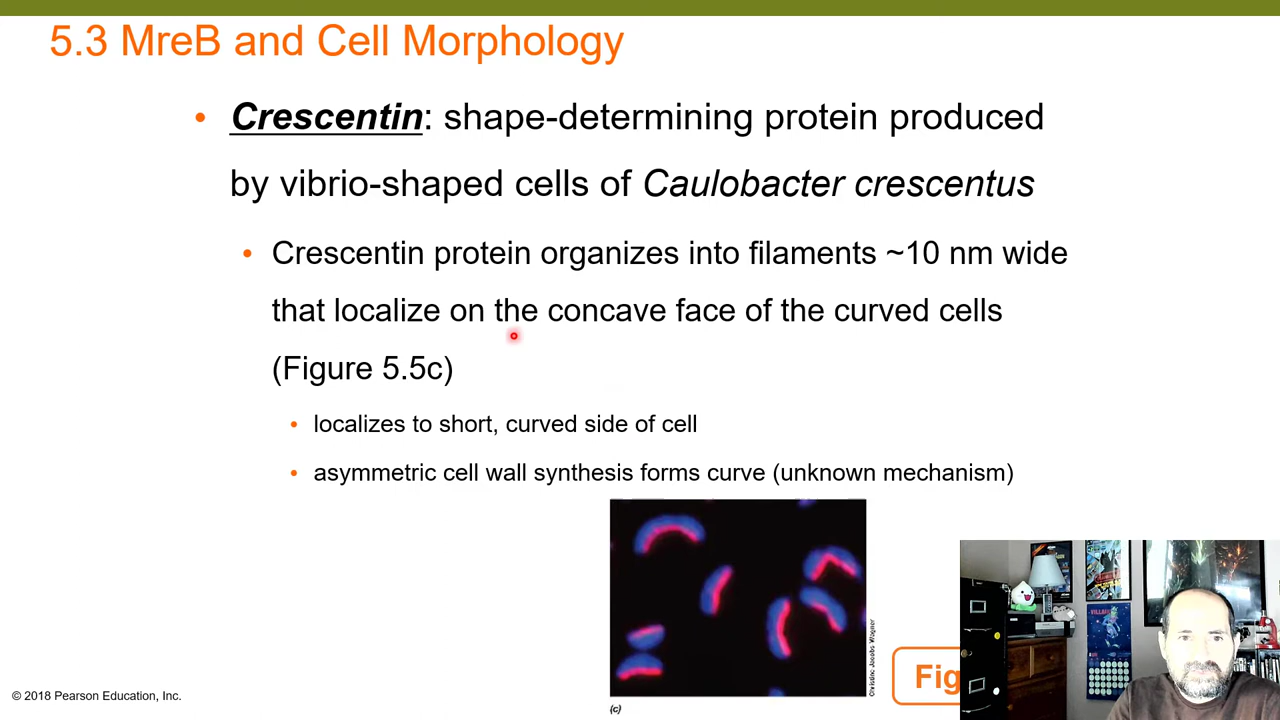 5.3 MreB and Cell Morphology
• Crescentin: shape-determining protein produced
by vibrio-shaped cells of Caulobacter crescentus
• Crescentin protein organizes into filaments ~10 nm wide
that localize on the concave face of the curved cells
(Figure 5.5c)
• localizes to short, curved side of cell
• asymmetric cell wall synthesis forms curve (unknown mechanism)
Christine Jacobs Wagner
Fig
(c)
© 2018 Pearson Education, Inc.